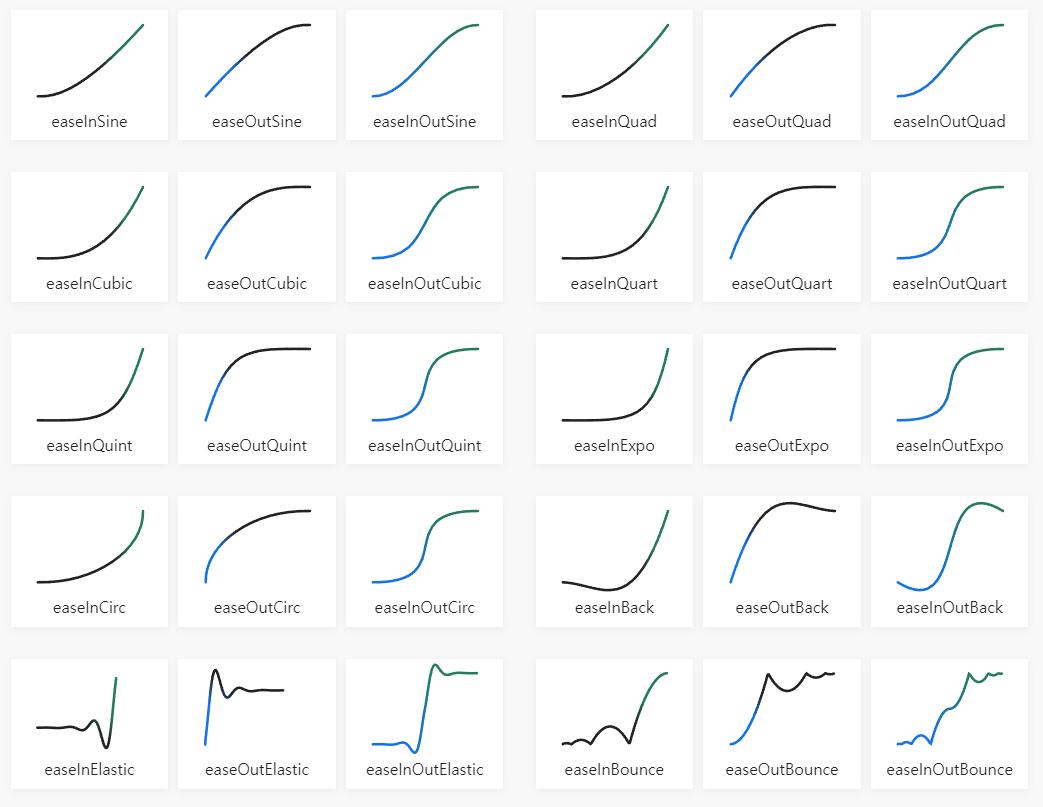 easeInSine
easeOutSine
easeInOutSine
easeInQuad
easeOutQuad
easeInOutQuad
easeInCubic
easeOutCubic
easeInOutCubic
easeInQuart
easeOutQuart
easeInOutQuart
easeInQuint
easeOutQuint
easeInOutQuint
easeInExpo
easeOutExpo
easeInOutExpo
easeInCirc
easeOutCirc
easeInOutCirc
easeInBack
easeOutBack
easeInOutBack
easeInElastic
easeOutElastic
easeInOutElastic
easeInBounce
easeOutBounce
easeInOutBounce